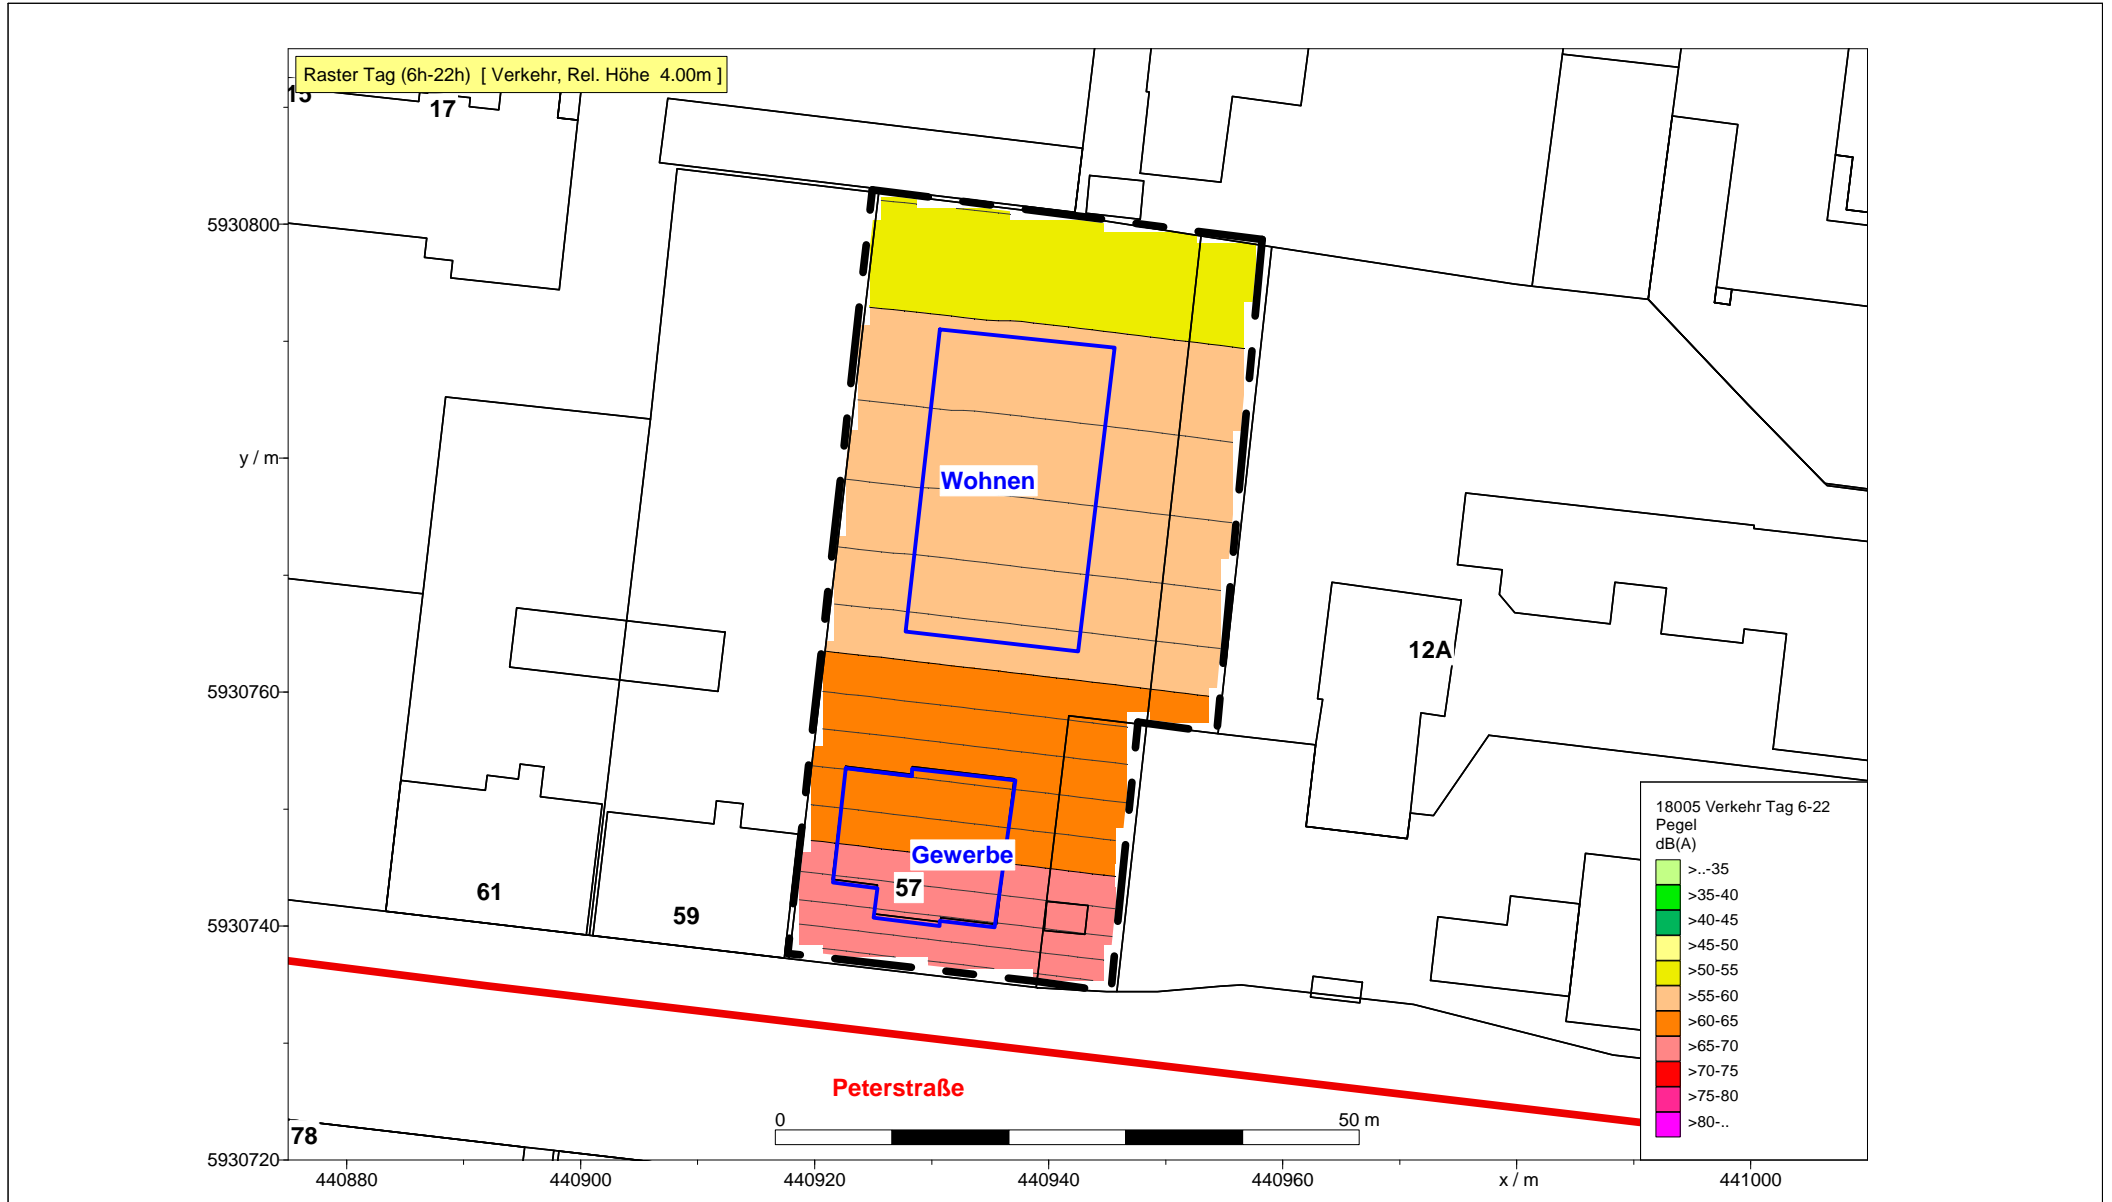 Raster Tag (6h-22h) [ Verkehr, Rel. Höhe 4.00m ]
15
17
5930800
y / m
Wohnen
12A
5930760
18005 Verkehr Tag 6-22
Pegel
dB(A)
>..-35
>35-40
>40-45
>45-50
>50-55
>55-60
>60-65
>65-70
>70-75
>75-80
>80-..
Gewerbe
57
61
59
5930740
Peterstraße
0 50 m
78
5930720
440880 440900 440920 440940 440960 x / m 441000